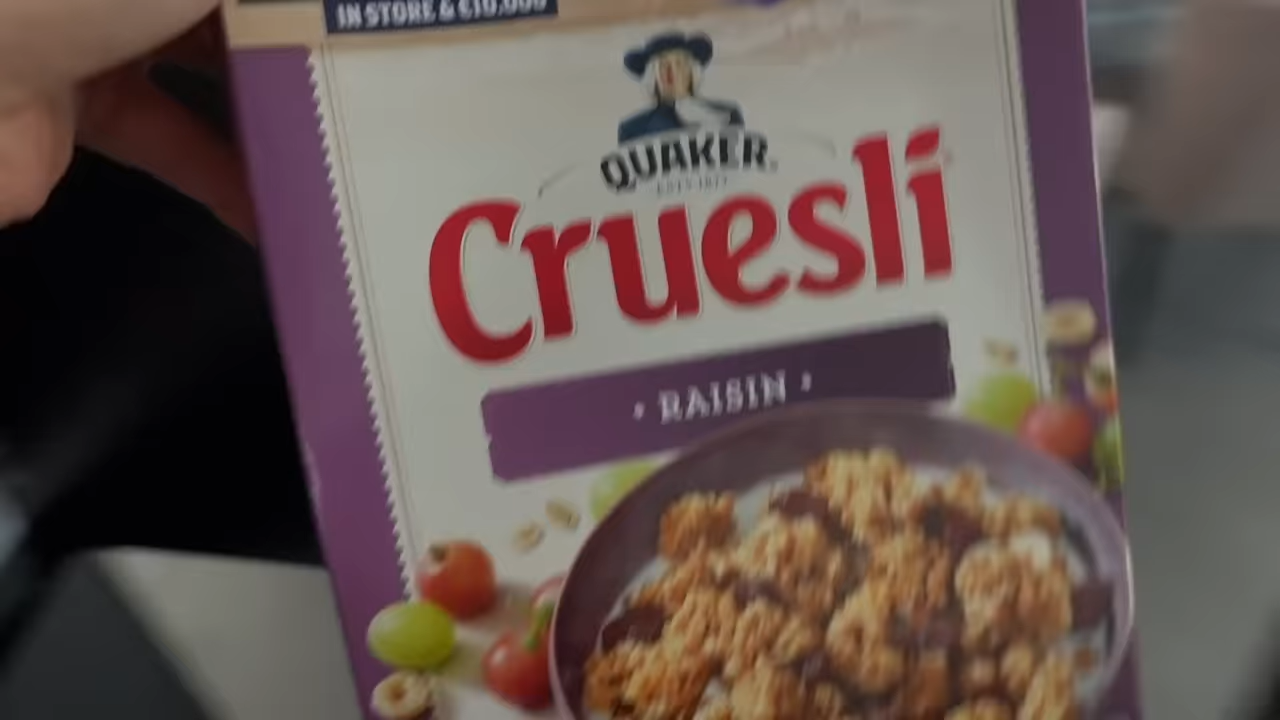 IN STORE & €10.000
QUAKER
Cruesli
· RAISIN ·